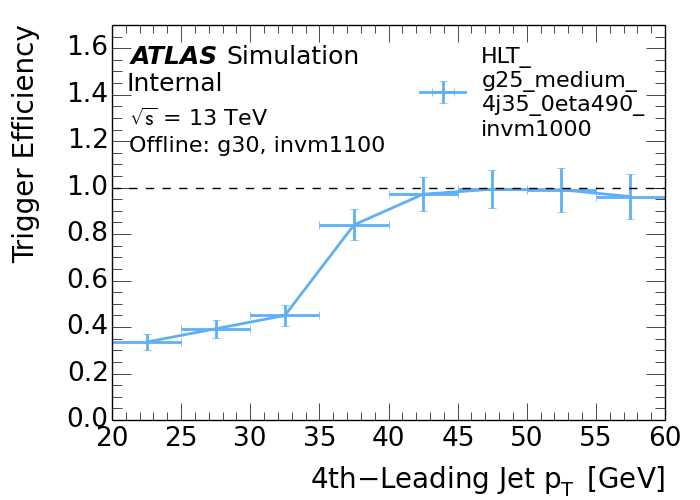 1.6
1.4
1.2
1.0
0.8
0.6
0.4
0.2
0.0
Trigger Efficiency
ATLAS Simulation
Internal
√s = 13 TeV
Offline: g30, invm1100
HLT_
g25_medium_
4j35_0eta490_
invm1000
20 25 30 35 40 45 50 55 60
4th−Leading Jet pT [GeV]